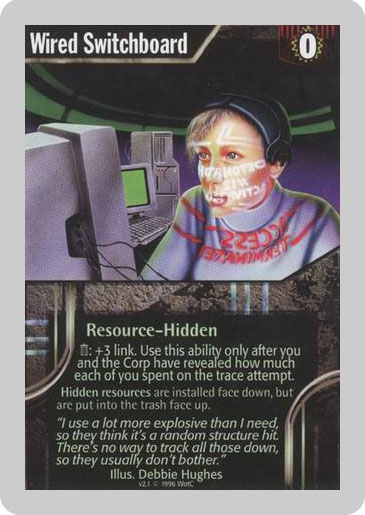 Wired Switchboard
0
DETONATE
ACCESS
TERMINATE
Resource-Hidden
: +3 link. Use this ability only after you
and the Corp have revealed how much
each of you spent on the trace attempt.
Hidden resources are installed face down, but
are put into the trash face up.
"I use a lot more explosive than I need,
so they think it's a random structure hit.
There's no way to track all those down,
so they usually don't bother."
Illus. Debbie Hughes
v2.1 © 1996 WotC